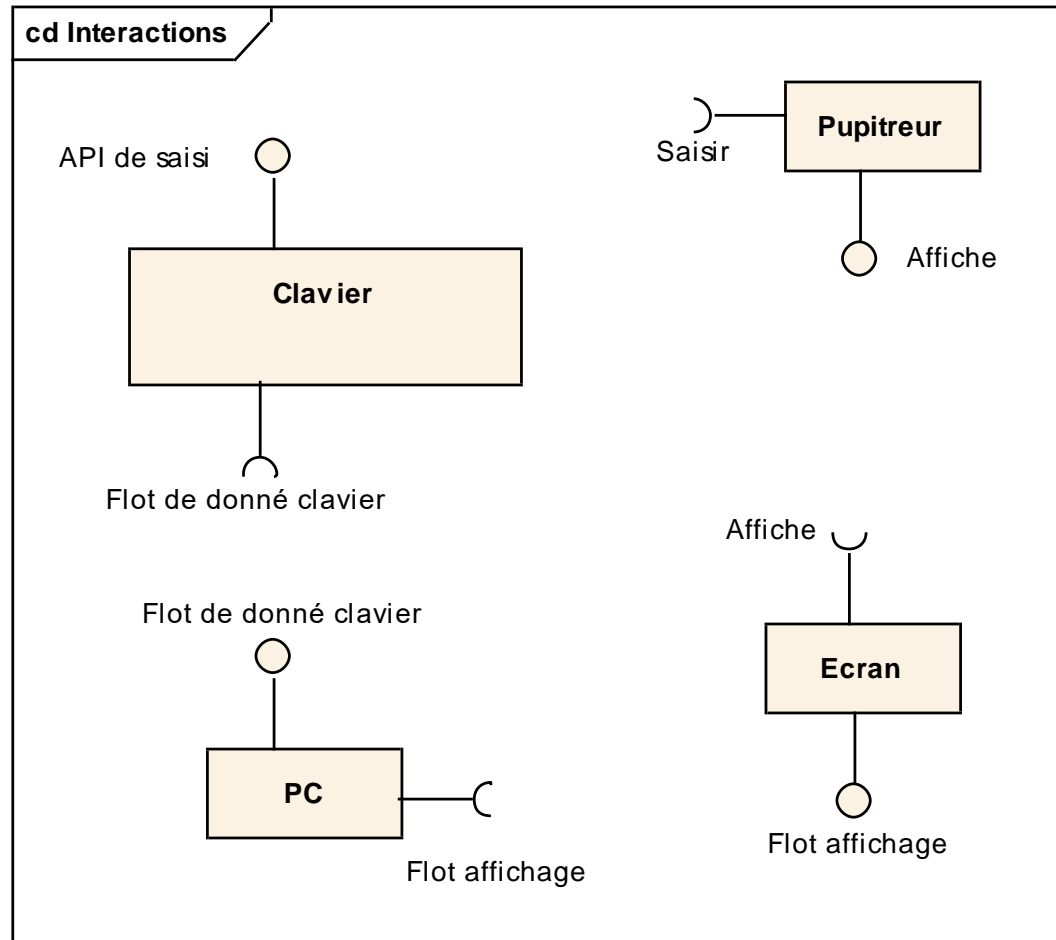 cd Interactions
API de saisi
Clavier
Flot de donné clavier
Flot de donné clavier
PC
Flot affichage
Pupitreur
Saisir
Affiche
Affiche
Ecran
Flot affichage